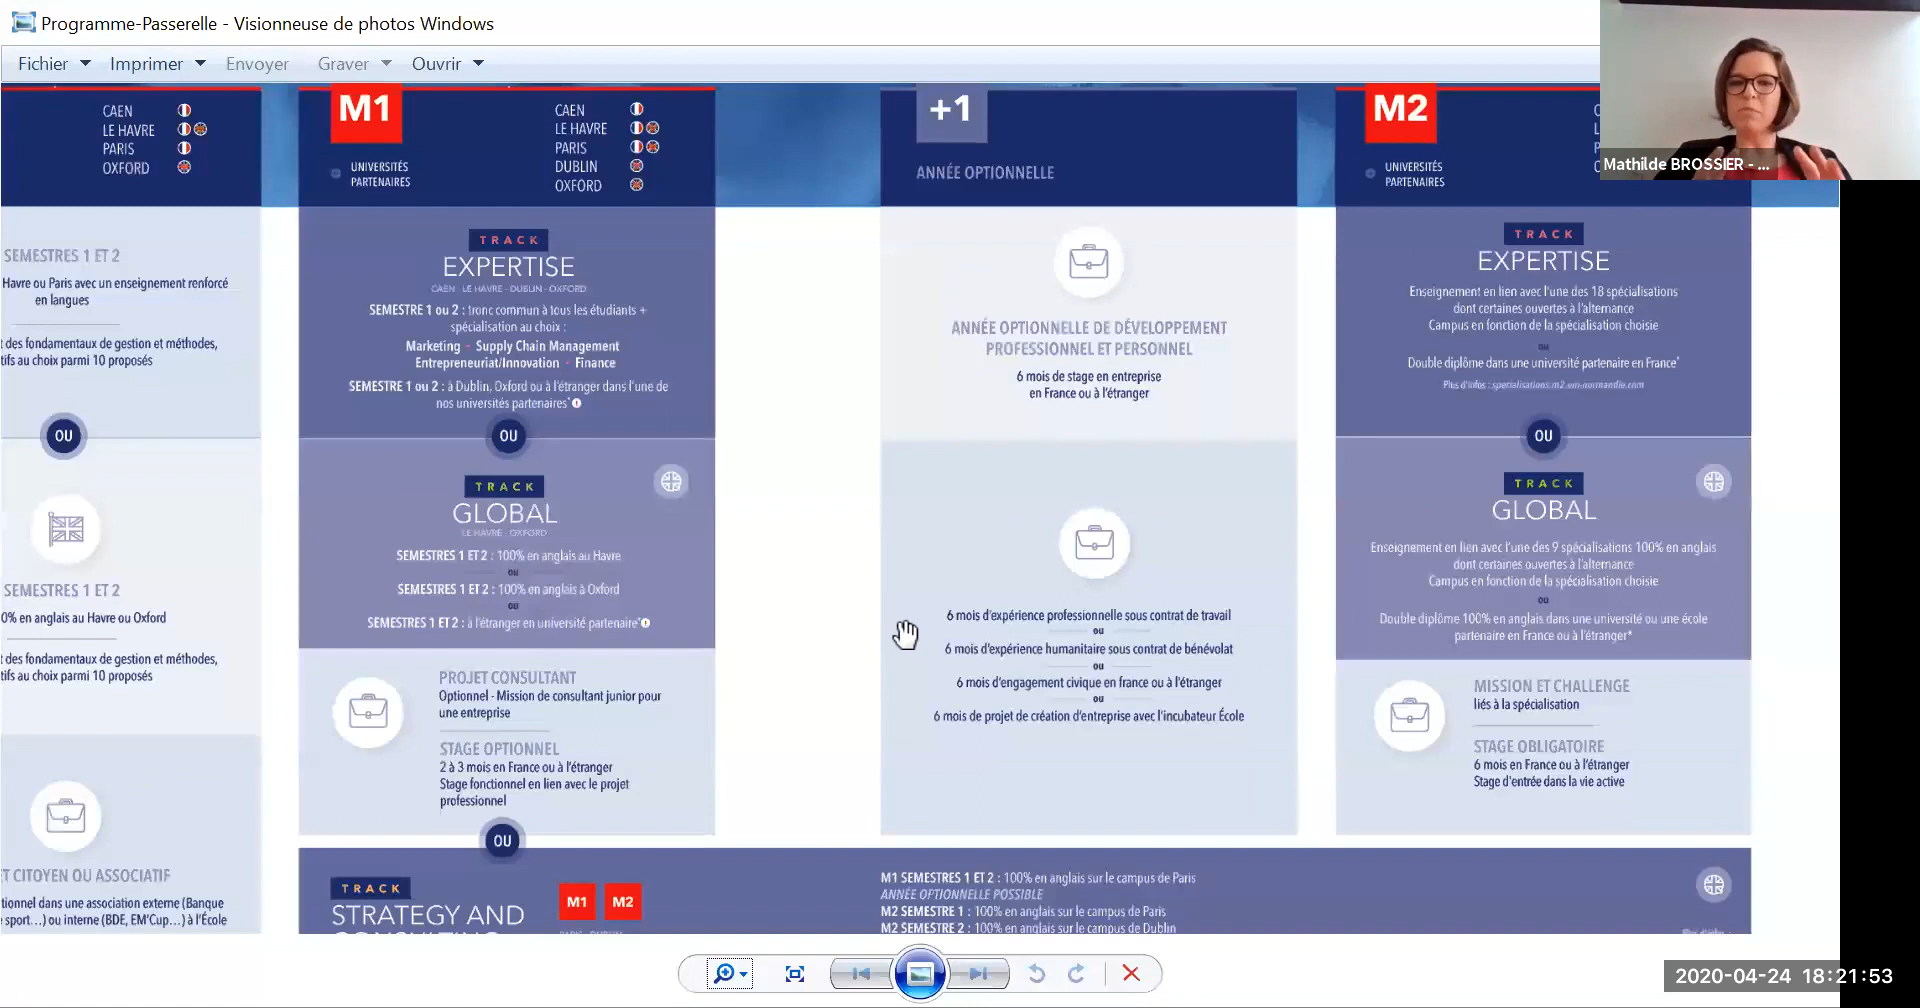 Programme-Passerelle - Visionneuse de photos Windows
Fichier Imprimer Envoyer Graver Ouvrir
Mathilde BROSSIER - ...
CAEN
LE HAVRE
PARIS
OXFORD
SEMESTRES 1 ET 2
Havre ou Paris avec un enseignement renforcé
en langues
t des fondamentaux de gestion et méthodes,
tifs au choix parmi 10 proposés
OU
SEMESTRES 1 ET 2
0% en anglais au Havre ou Oxford
t des fondamentaux de gestion et méthodes,
tifs au choix parmi 10 proposés
T CITOYEN OU ASSOCIATIF
tionnel dans une association externe (Banque
e sport...) ou interne (BDE, EM'Cup...) à l'École
M1
UNIVERSITÉS
PARTENAIRES
CAEN
LE HAVRE
PARIS
DUBLIN
OXFORD
TRACK
EXPERTISE
CAEN - LE HAVRE - DUBLIN - OXFORD
SEMESTRE 1 ou 2 : tronc commun à tous les étudiants +
spécialisation au choix :
Marketing - Supply Chain Management
Entrepreneuriat/Innovation - Finance
SEMESTRE 1 ou 2 : à Dublin, Oxford ou à l'étranger dans l'une de
nos universités partenaires*
OU
TRACK
GLOBAL
LE HAVRE - OXFORD
SEMESTRES 1 ET 2 : 100% en anglais au Havre
ou
SEMESTRES 1 ET 2 : 100% en anglais à Oxford
ou
SEMESTRES 1 ET 2 : à l'étranger en université partenaire*
PROJET CONSULTANT
Optionnel - Mission de consultant junior pour
une entreprise
STAGE OPTIONNEL
2 à 3 mois en France ou à l'étranger
Stage fonctionnel en lien avec le projet
professionnel
OU
+1
ANNÉE OPTIONNELLE
ANNÉE OPTIONNELLE DE DÉVELOPPEMENT
PROFESSIONNEL ET PERSONNEL
6 mois de stage en entreprise
en France ou à l'étranger
6 mois d'expérience professionnelle sous contrat de travail
ou
6 mois d'expérience humanitaire sous contrat de bénévolat
ou
6 mois d'engagement civique en france ou à l'étranger
ou
6 mois de projet de création d'entreprise avec l'incubateur École
M2
UNIVERSITÉS
PARTENAIRES
TRACK
EXPERTISE
Enseignement en lien avec l'une des 18 spécialisations
dont certaines ouvertes à l'alternance
Campus en fonction de la spécialisation choisie
ou
Double diplôme dans une université partenaire en France*
Plus d'infos : specialisations.m2.em-normandie.com
OU
TRACK
GLOBAL
Enseignement en lien avec l'une des 9 spécialisations 100% en anglais
dont certaines ouvertes à l'alternance
Campus en fonction de la spécialisation choisie
ou
Double diplôme 100% en anglais dans une université ou une école
partenaire en France ou à l'étranger*
MISSION ET CHALLENGE
liés à la spécialisation
STAGE OBLIGATOIRE
6 mois en France ou à l'étranger
Stage d'entrée dans la vie active
TRACK
STRATEGY AND
CONSULTING
M1 M2
PARIS - DUBLIN
M1 SEMESTRES 1 ET 2 : 100% en anglais sur le campus de Paris
ANNÉE OPTIONNELLE POSSIBLE
M2 SEMESTRE 1 : 100% en anglais sur le campus de Paris
M2 SEMESTRE 2 : 100% en anglais sur le campus de Dublin
2020-04-24 18:21:53